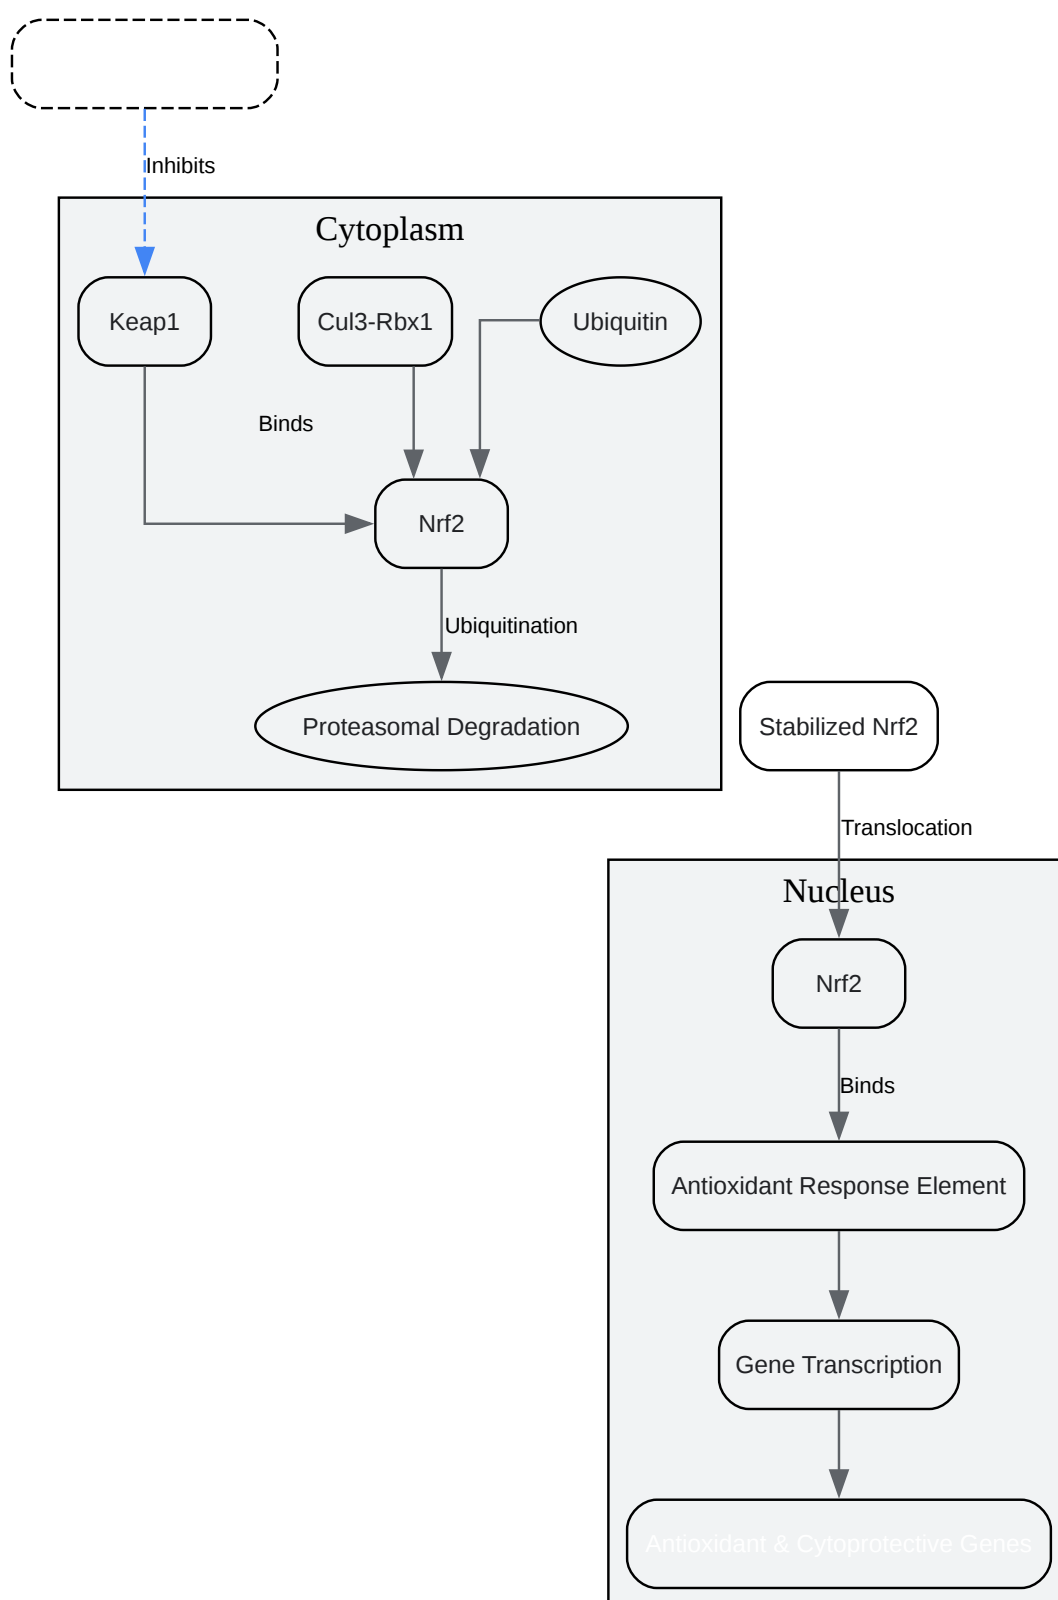 Inhibits
Cytoplasm
Keap1
Cul3-Rbx1
Ubiquitin
Binds
Nrf2
Ubiquitination
Proteasomal Degradation
Stabilized Nrf2
Translocation
Nucleus
Nrf2
Binds
Antioxidant Response Element
Gene Transcription
Antioxidant & Cytoprotective Genes